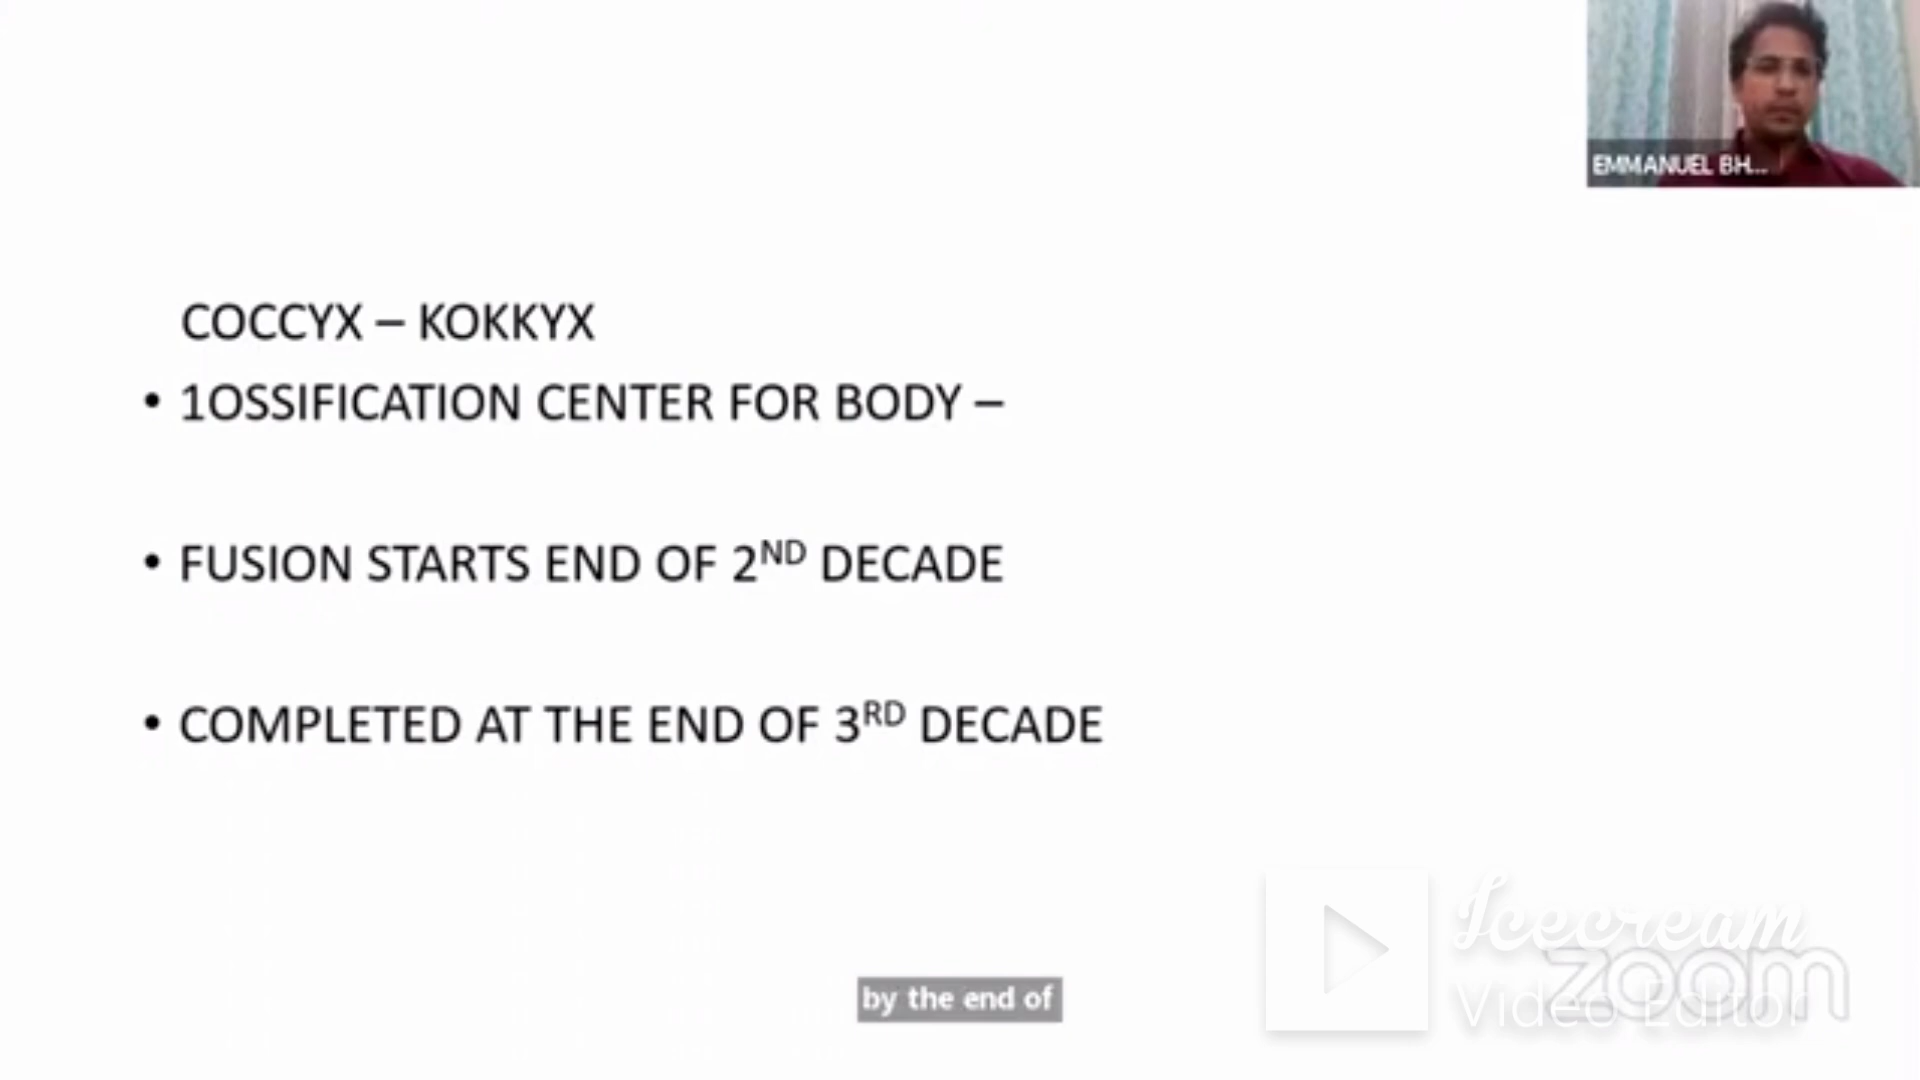 EMMANUEL BH...
COCCYX – KOKKYX
• 1OSSIFICATION CENTER FOR BODY –
• FUSION STARTS END OF 2ND DECADE
• COMPLETED AT THE END OF 3RD DECADE
Icecream
zoom
Video Editor
by the end of